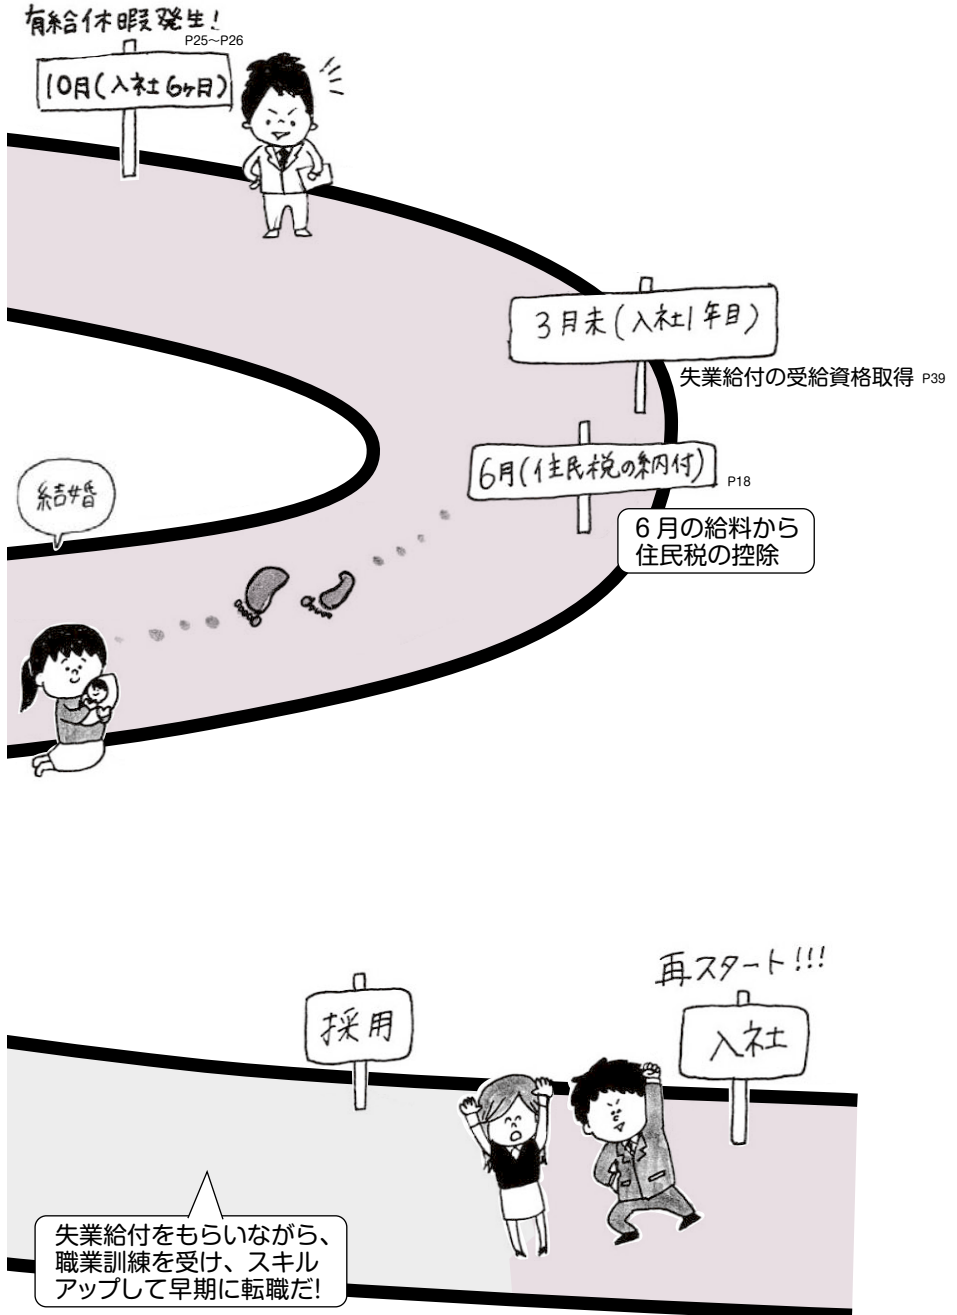 有給休暇発生!
P25~P26
10月(入社6ヶ月)
3月末(入社1年目)
失業給付の受給資格取得 P39
6月(住民税の納付)
P18
6月の給料から
住民税の控除
結婚
再スタート!!!
採用
入社
失業給付をもらいながら、
職業訓練を受け、スキル
アップして早期に転職だ!